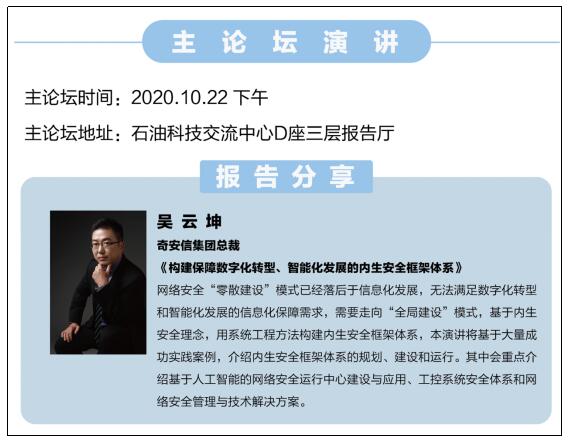 主论坛演讲
主论坛时间：2020.10.22 下午
主论坛地址：石油科技交流中心D座三层报告厅
报告分享
吴云坤
奇安信集团总裁
《构建保障数字化转型、智能化发展的内生安全框架体系》
网络安全“零散建设”模式已经落后于信息化发展，无法满足数字化转型
和智能化发展的信息化保障需求，需要走向“全局建设”模式，基于内生
安全理念，用系统工程方法构建内生安全框架体系，本演讲将基于大量成
功实践案例，介绍内生安全框架体系的规划、建设和运行。其中会重点介
绍基于人工智能的网络安全运行中心建设与应用、工控系统安全体系和网
络安全管理与技术解决方案。